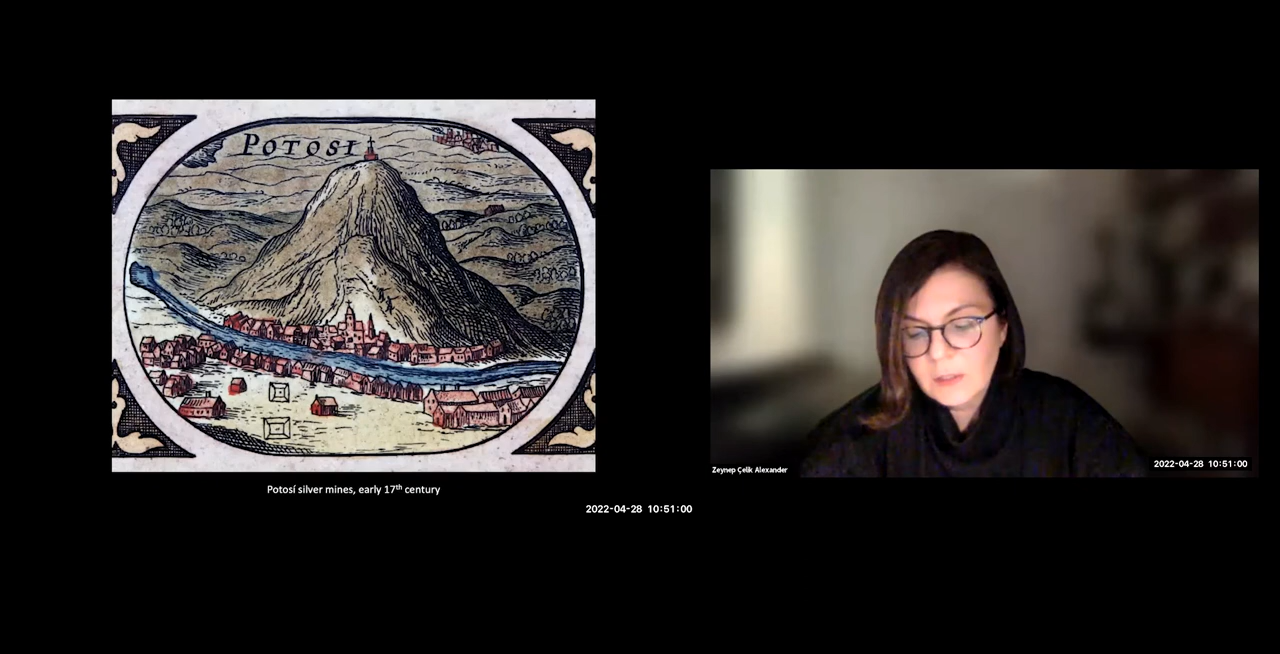 POTOSI
Potosí silver mines, early 17th century
Zeynep Çelik Alexander
2022-04-28 10:51:00
2022-04-28 10:51:00